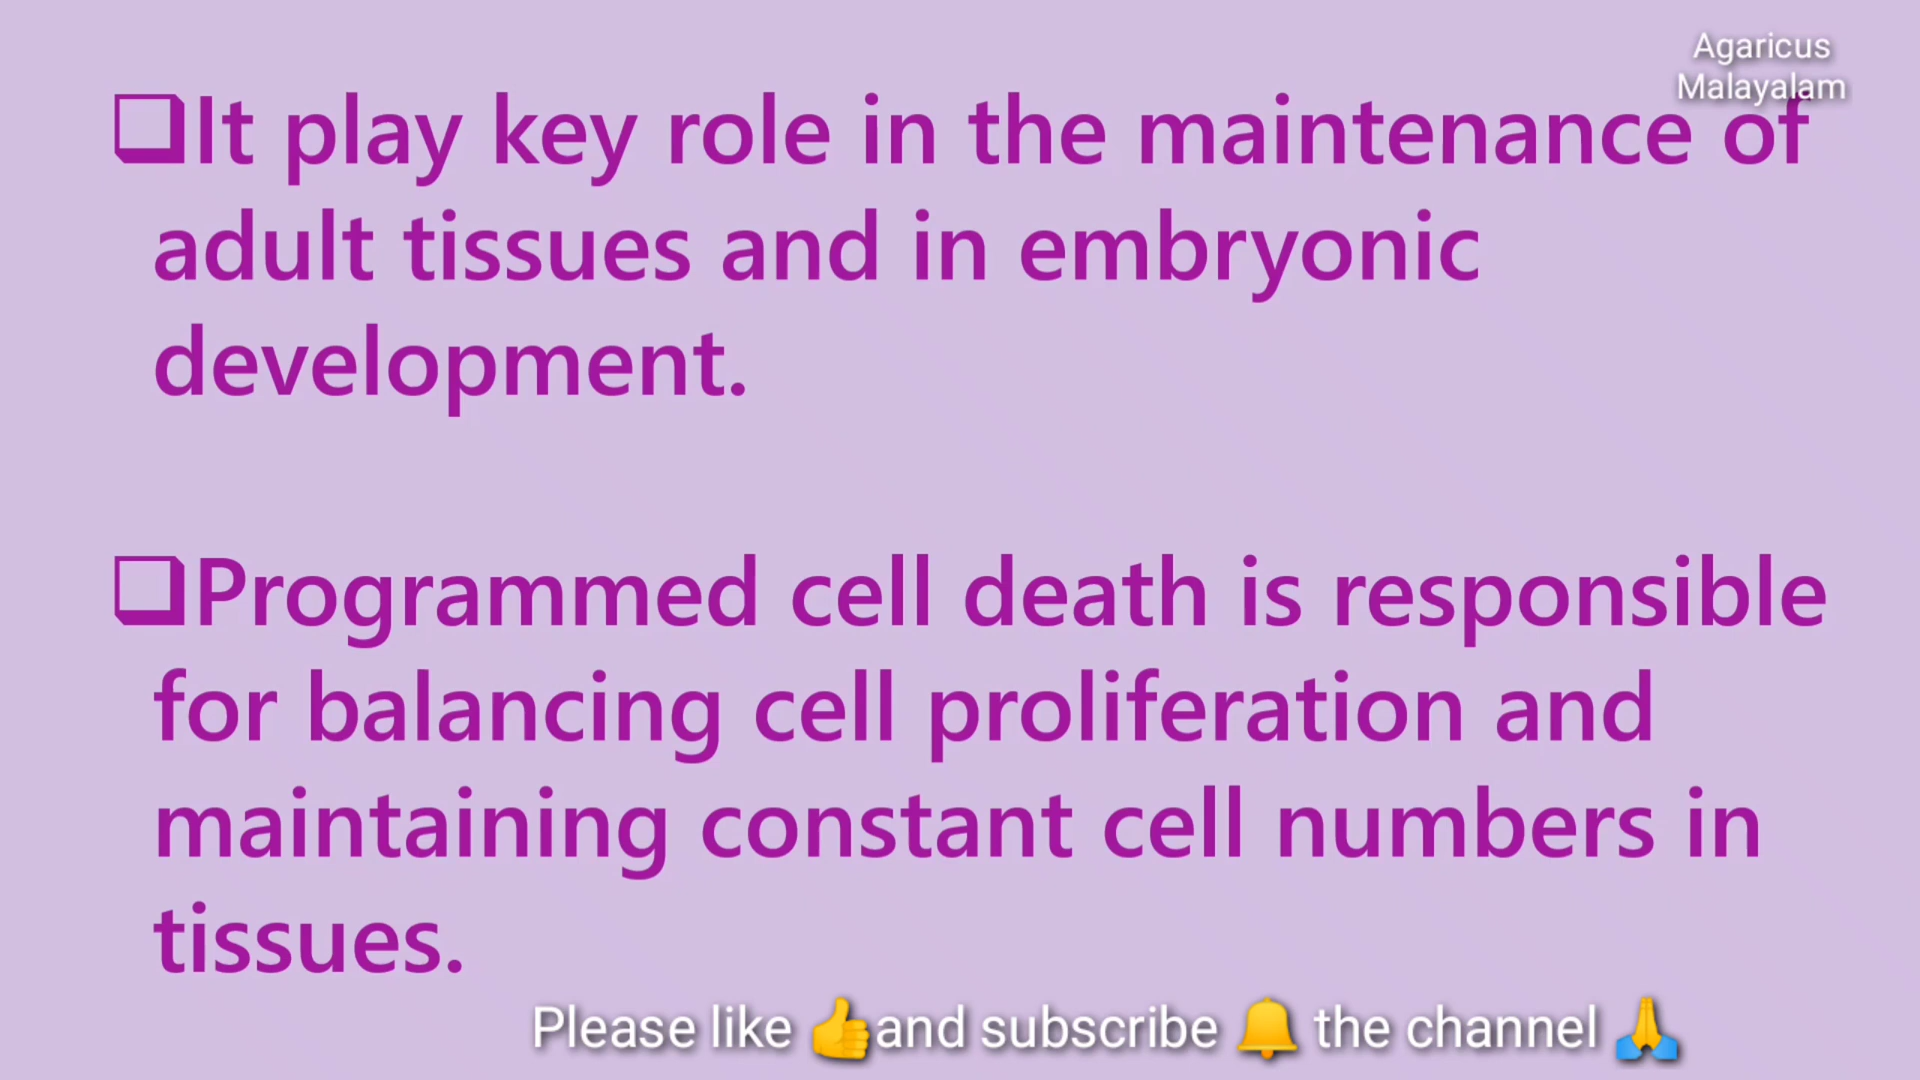 Agaricus
Malayalam
❑It play key role in the maintenance of
adult tissues and in embryonic
development.
❑Programmed cell death is responsible
for balancing cell proliferation and
maintaining constant cell numbers in
tissues.
Please like 👍and subscribe 🔔 the channel 🙏